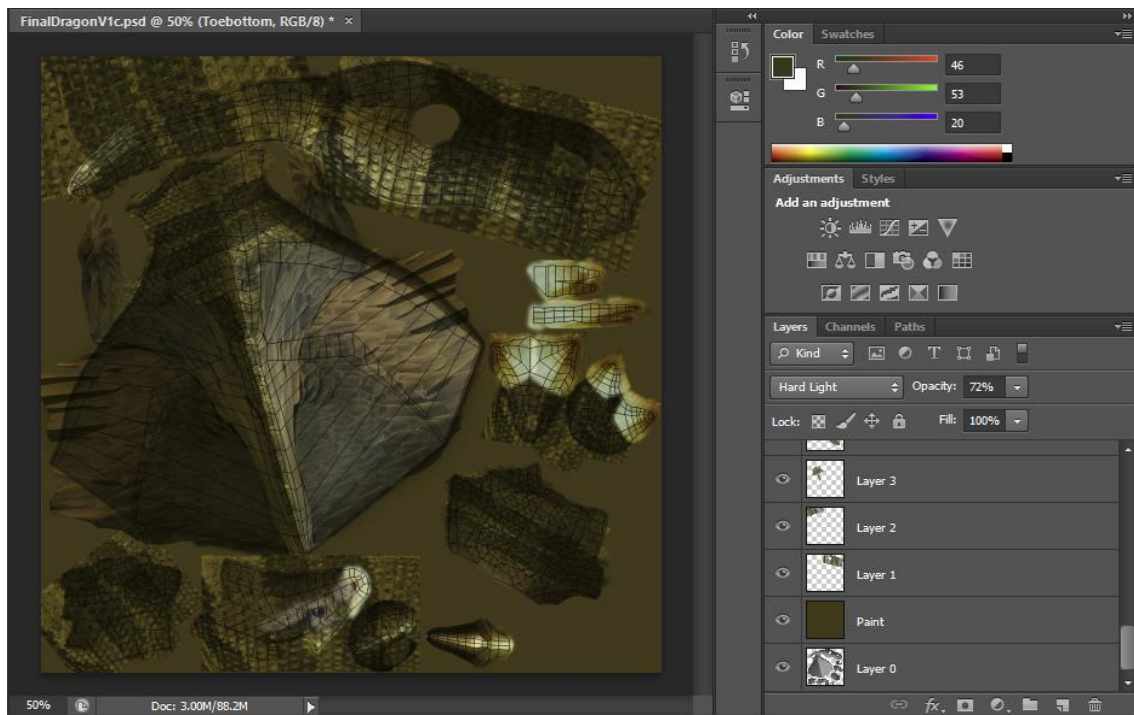 FinalDragonV1c.psd @ 50% (Toebottom, RGB/8) * ×
Color Swatches
R 46
G 53
B 20
Adjustments Styles
Add an adjustment
Layers Channels Paths
Kind
Hard Light Opacity: 72%
Lock: Fill: 100%
Layer 3
Layer 2
Layer 1
Paint
Layer 0
50% Doc: 3.00M/88.2M
fx.